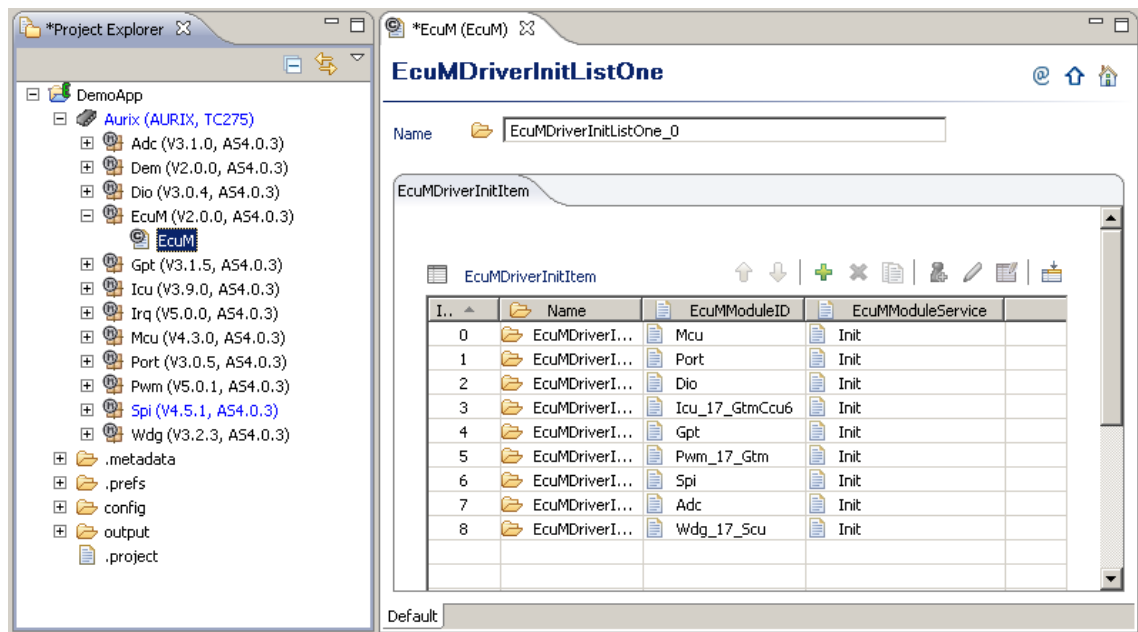 *Project Explorer
DemoApp
Aurix (AURIX, TC275)
Adc (V3.1.0, AS4.0.3)
Dem (V2.0.0, AS4.0.3)
Dio (V3.0.4, AS4.0.3)
EcuM (V2.0.0, AS4.0.3)
EcuM
Gpt (V3.1.5, AS4.0.3)
Icu (V3.9.0, AS4.0.3)
Irq (V5.0.0, AS4.0.3)
Mcu (V4.3.0, AS4.0.3)
Port (V3.0.5, AS4.0.3)
Pwm (V5.0.1, AS4.0.3)
Spi (V4.5.1, AS4.0.3)
Wdg (V3.2.3, AS4.0.3)
.metadata
.prefs
config
output
.project
*EcuM (EcuM)
EcuMDriverInitListOne
Name EcuMDriverInitListOne_0
EcuMDriverInitItem
EcuMDriverInitItem
I.. Name EcuMModuleID EcuMModuleService
0 EcuMDriverI... Mcu Init
1 EcuMDriverI... Port Init
2 EcuMDriverI... Dio Init
3 EcuMDriverI... Icu_17_GtmCcu6 Init
4 EcuMDriverI... Gpt Init
5 EcuMDriverI... Pwm_17_Gtm Init
6 EcuMDriverI... Spi Init
7 EcuMDriverI... Adc Init
8 EcuMDriverI... Wdg_17_Scu Init
Default